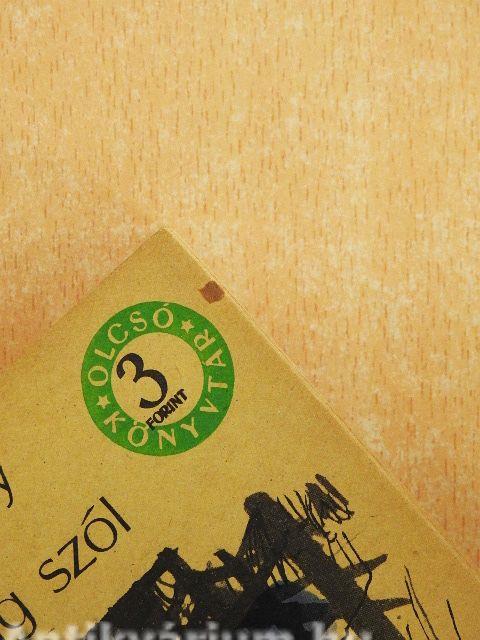 OLCSÓ ★ KÖNYVTÁR ★
3
FORINT
szól